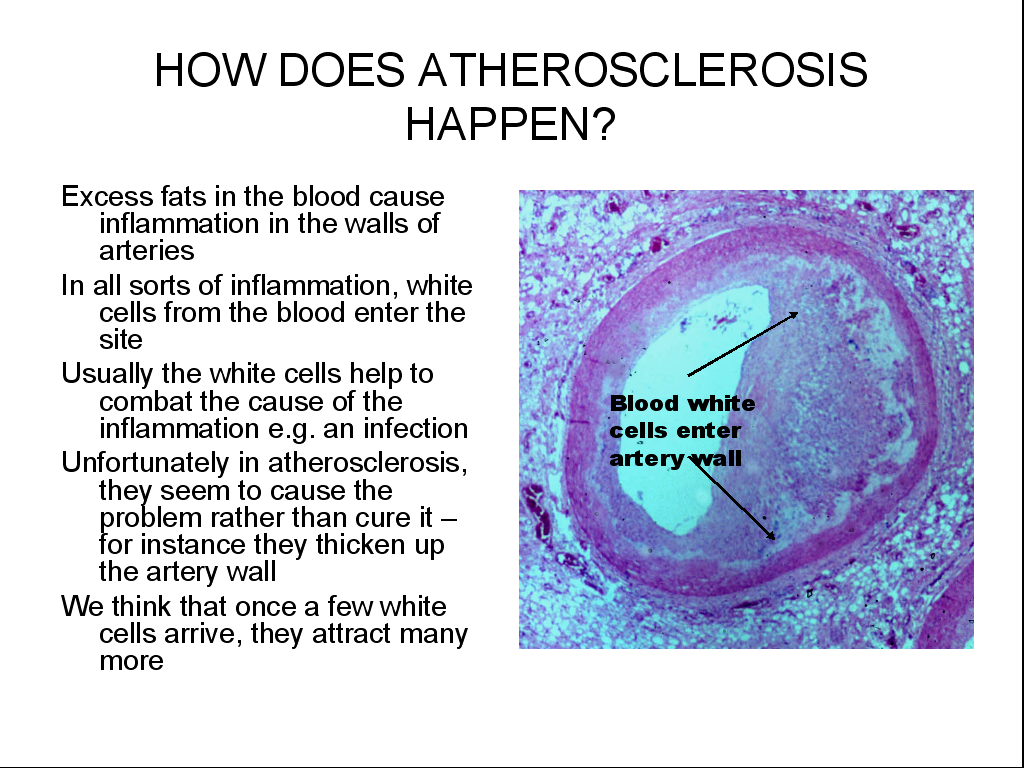 HOW DOES ATHEROSCLEROSIS
HAPPEN?
Excess fats in the blood cause
inflammation in the walls of
arteries
In all sorts of inflammation, white
cells from the blood enter the
site
Usually the white cells help to
combat the cause of the
inflammation e.g. an infection
Unfortunately in atherosclerosis,
they seem to cause the
problem rather than cure it –
for instance they thicken up
the artery wall
We think that once a few white
cells arrive, they attract many
more
Blood white
cells enter
artery wall